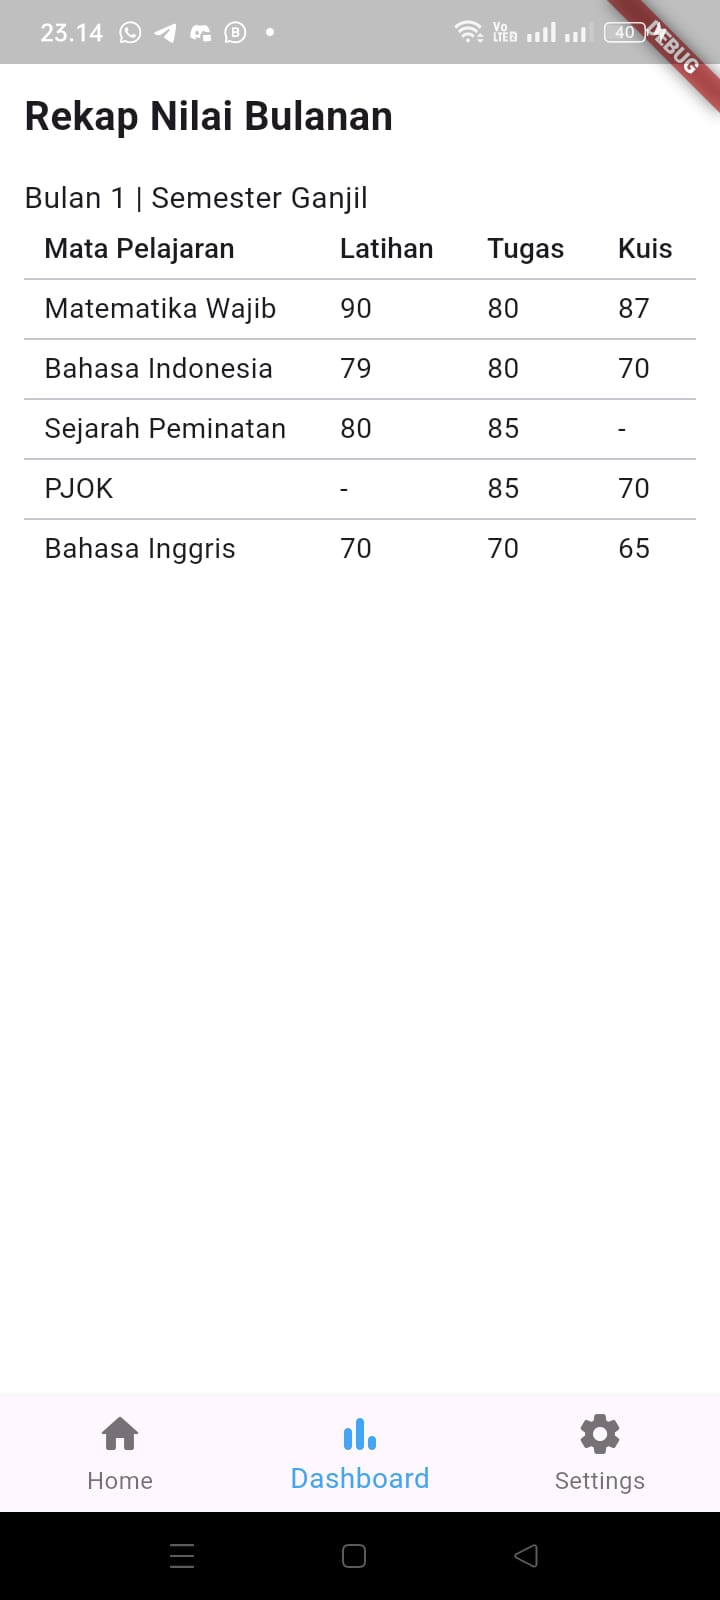 23.14 B Vo LTE2 40
DEBUG
Rekap Nilai Bulanan
Bulan 1 | Semester Ganjil
Mata Pelajaran Latihan Tugas Kuis
Matematika Wajib 90 80 87
Bahasa Indonesia 79 80 70
Sejarah Peminatan 80 85 -
PJOK - 85 70
Bahasa Inggris 70 70 65
Home Dashboard Settings